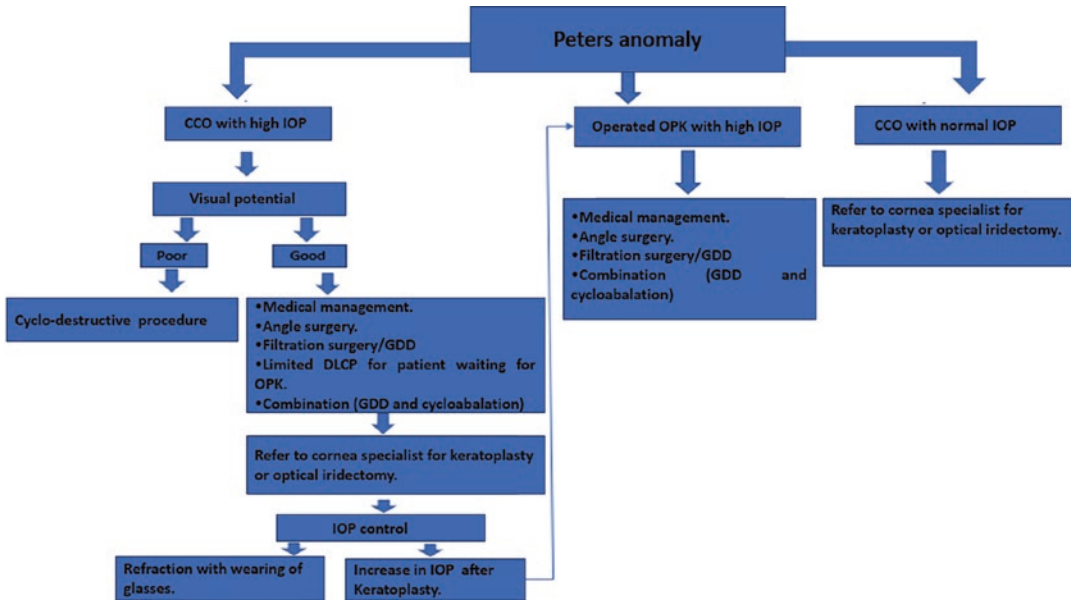 Peters anomaly
CCO with high IOP
Operated OPK with high IOP
CCO with normal IOP
Visual potential
Poor
Good
Cyclo-destructive procedure
•Medical management.
•Angle surgery.
•Filtration surgery/GDD
•Limited DLCP for patient waiting for
OPK.
•Combination (GDD and cycloabalation)
Refer to cornea specialist for keratoplasty
or optical iridectomy.
IOP control
Refraction with wearing of
glasses.
Increase in IOP after
Keratoplasty.
•Medical management.
•Angle surgery.
•Filtration surgery/GDD
•Combination (GDD and
cycloabalation)
Refer to cornea specialist for
keratoplasty or optical iridectomy.